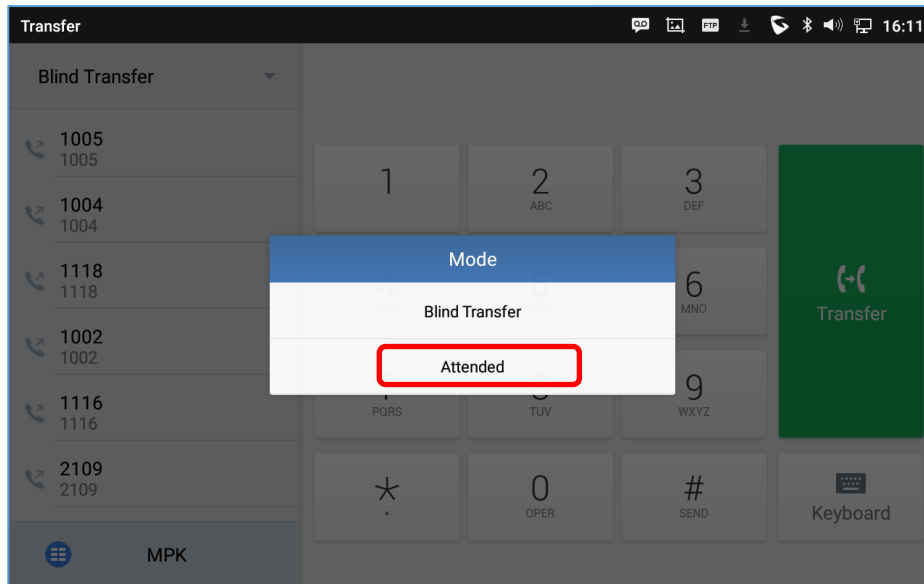 Transfer
FTP
16:11
Blind Transfer
1005
1005
1004
1004
1118
1118
1002
1002
1116
1116
2109
2109
MPK
1
2
ABC
3
DEF
Mode
Blind Transfer
Attended
6
MNO
PQRS
TUV
9
WXYZ
Transfer
*
0
OPER
#
SEND
Keyboard